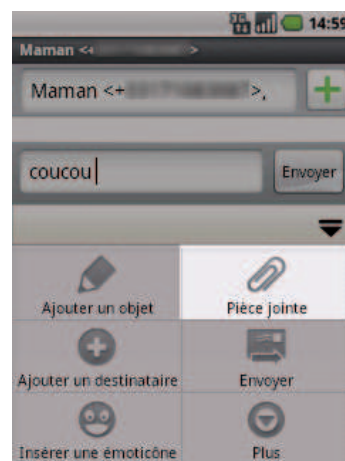 3G 14:59
Maman <+ >
Maman <+ >,
coucou
Envoyer
Ajouter un objet Pièce jointe
Ajouter un destinataire Envoyer
Insérer une émoticône Plus